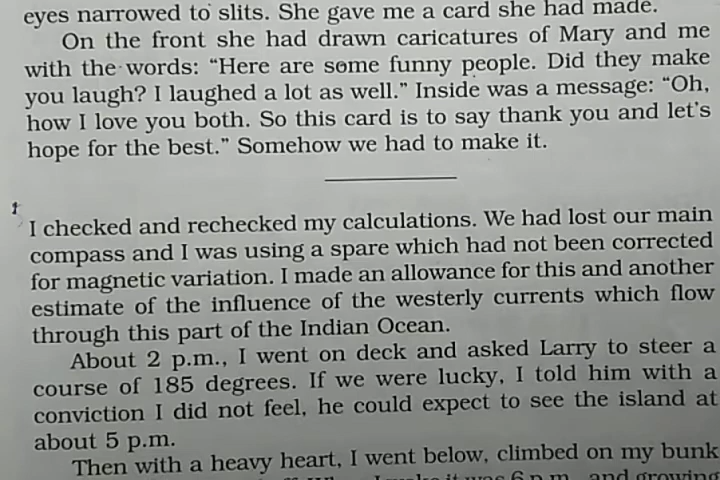 eyes narrowed to slits. She gave me a card she had made.
On the front she had drawn caricatures of Mary and me
with the words: “Here are some funny people. Did they make
you laugh? I laughed a lot as well.” Inside was a message: “Oh,
how I love you both. So this card is to say thank you and let’s
hope for the best.” Somehow we had to make it.
I checked and rechecked my calculations. We had lost our main
compass and I was using a spare which had not been corrected
for magnetic variation. I made an allowance for this and another
estimate of the influence of the westerly currents which flow
through this part of the Indian Ocean.
About 2 p.m., I went on deck and asked Larry to steer a
course of 185 degrees. If we were lucky, I told him with a
conviction I did not feel, he could expect to see the island at
about 5 p.m.
Then with a heavy heart, I went below, climbed on my bunk
it was 6 p.m. and growing